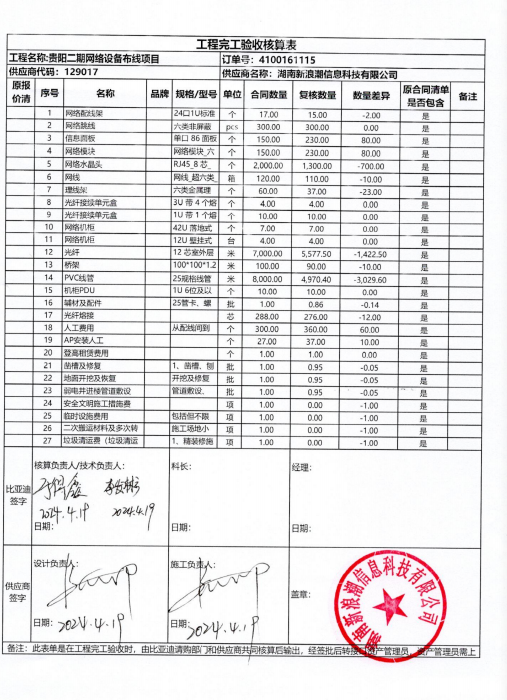 工程完工验收核算表
工程名称:贵阳二期网络设备布线项目 订单号：4100161115
供应商代码：129017 供应商名称：湖南新浪潮信息科技有限公司
原报价清 序号 名称 品牌 规格/型号 单位 合同数量 复核数量 数量差异 原合同清单是否包含 备注
1 网络配线架 24口1U标准 个 17.00 15.00 -2.00 是
2 网络跳线 六类非屏蔽 pcs 300.00 300.00 0.00 是
3 信息面板 单口 86 面板 个 150.00 230.00 80.00 是
4 网络模块 网络模块_六 个 150.00 230.00 80.00 是
5 网络水晶头 RJ45_8 芯_ 个 2,000.00 1,300.00 -700.00 是
6 网线 网线_超六类_ 箱 120.00 110.00 -10.00 是
7 理线架 六类金属理 个 60.00 37.00 -23.00 是
8 光纤接续单元盒 3U 带 4 个熔 个 4.00 4.00 0.00 是
9 光纤接续单元盒 1U 带 1 个熔 个 10.00 10.00 0.00 是
10 网络机柜 42U 落地式 个 7.00 7.00 0.00 是
11 网络机柜 12U 壁挂式 台 4.00 4.00 0.00 是
12 光纤 12 芯室外层 米 7,000.00 5,577.50 -1,422.50 是
13 桥架 100*100*1.2 米 100.00 90.00 -10.00 是
14 PVC线管 25规格线管 米 8,000.00 4,970.40 -3,029.60 是
15 机柜PDU 1U 6位及以 个 10.00 10.00 0.00 是
16 辅材及配件 25管卡、螺 批 1.00 0.86 -0.14 是
17 光纤熔接 芯 288.00 276.00 -12.00 是
18 人工费用 从配线间到 个 300.00 360.00 60.00 是
19 AP安装人工 个 27.00 37.00 10.00 是
20 登高租赁费用 个 1.00 1.00 0.00 是
21 凿槽及修复 1、凿槽、刨 批 1.00 0.95 -0.05 是
22 地面开挖及恢复 开挖及修复 批 1.00 0.95 -0.05 是
23 弱电井进楼管道敷设 管道敷设、 批 1.00 0.95 -0.05 是
24 安全文明施工措施费 项 1.00 0.00 -1.00 是
25 临时设施费用 包括但不限 项 1.00 0.00 -1.00 是
26 二次搬运材料及多次转 施工场地小 项 1.00 0.00 -1.00 是
27 垃圾清运费（垃圾清运 1、精装修施 项 1.00 0.00 -1.00 是
比亚迪签字 核算负责人/技术负责人： 科长： 经理：
2024.4.19 2024.4.19
日期： 日期： 日期：
供应商签字 设计负责人： 施工负责人： 盖章：
日期：2024.4.19 日期：2024.4.19
湖南新浪潮信息科技有限公司
备注：此表单是在工程完工验收时，由比亚迪请购部门和供应商共同核算后输出，经签批后转接口资产管理员，资产管理员需上